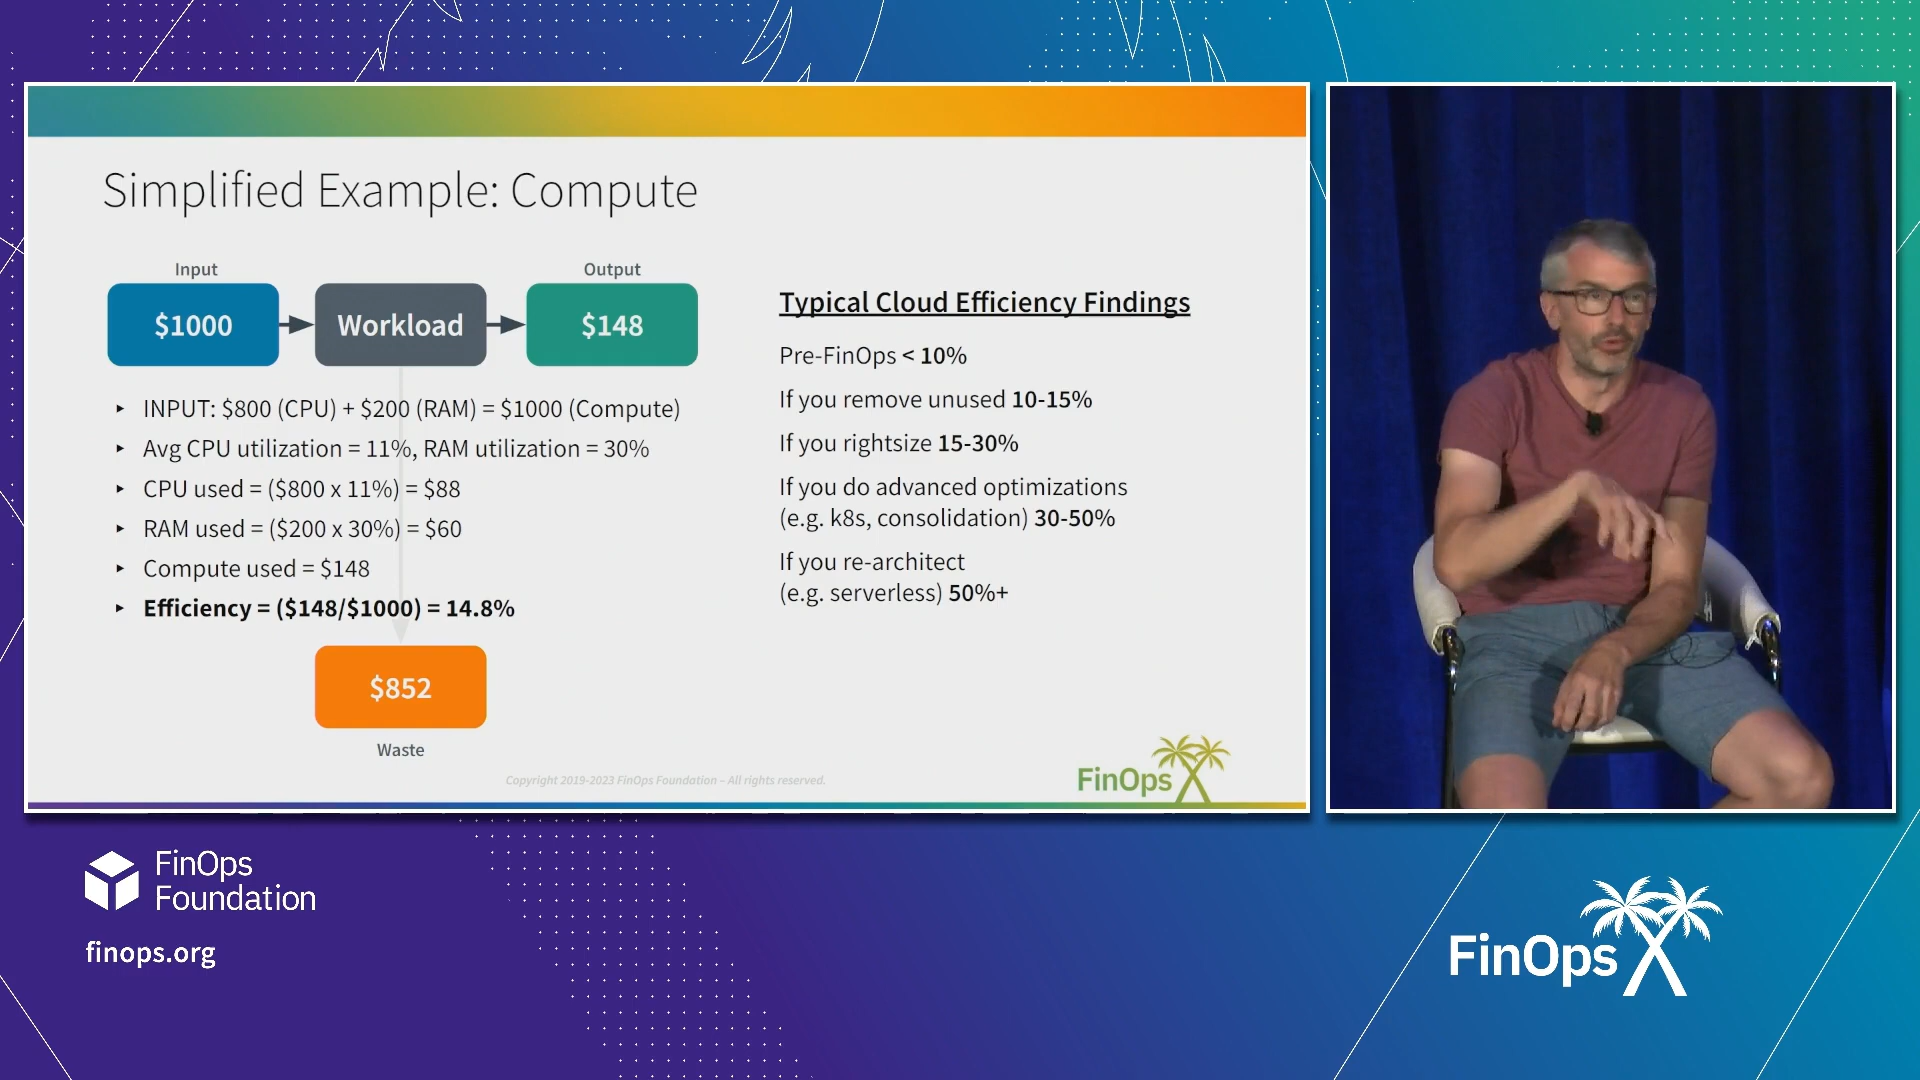 Simplified Example: Compute
Input
Output
$1000
Workload
$148
▸ INPUT: $800 (CPU) + $200 (RAM) = $1000 (Compute)
▸ Avg CPU utilization = 11%, RAM utilization = 30%
▸ CPU used = ($800 x 11%) = $88
▸ RAM used = ($200 x 30%) = $60
▸ Compute used = $148
▸ Efficiency = ($148/$1000) = 14.8%
$852
Waste
Typical Cloud Efficiency Findings
Pre-FinOps < 10%
If you remove unused 10-15%
If you rightsize 15-30%
If you do advanced optimizations
(e.g. k8s, consolidation) 30-50%
If you re-architect
(e.g. serverless) 50%+
Copyright 2019-2023 FinOps Foundation – All rights reserved.
FinOps X
FinOps
Foundation
finops.org
FinOps X